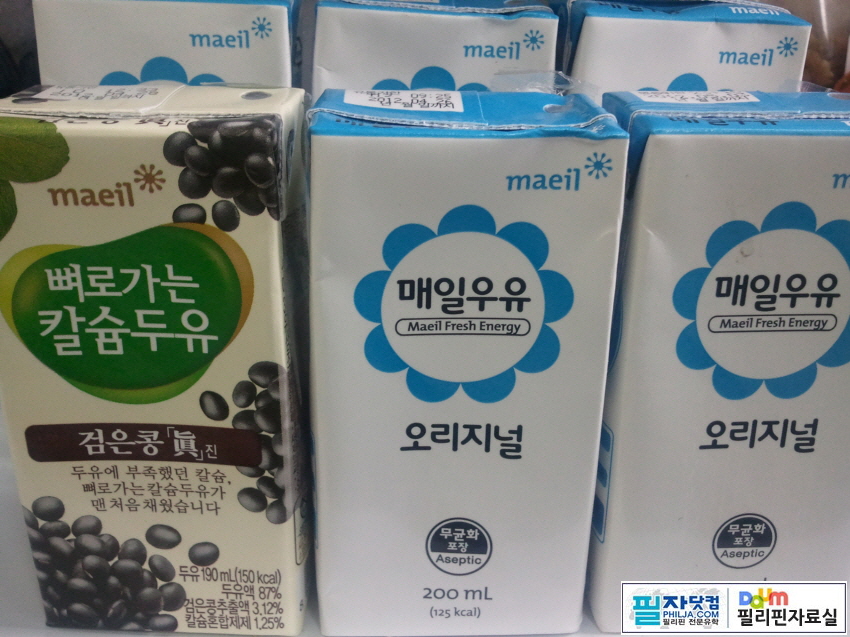 maeil
maeil
maeil
maeil
뼈로가는
칼슘두유
검은콩「眞」진
두유에 부족했던 칼슘,
뼈로가는칼슘두유가
맨처음채웠습니다
두유190mL(150kcal)
두유액 87%
검은콩추출액 3.12%
칼슘혼합제제 1.25%
maeil
매일우유
Maeil Fresh Energy
오리지널
무균화
포장
Aseptic
200 mL
(125 kcal)
매일우유
Maeil Fresh Energy
오리지널
무균화
포장
Aseptic
필자닷컴
PHILJA.COM
필리핀 전문유학
Daum
필리핀자료실